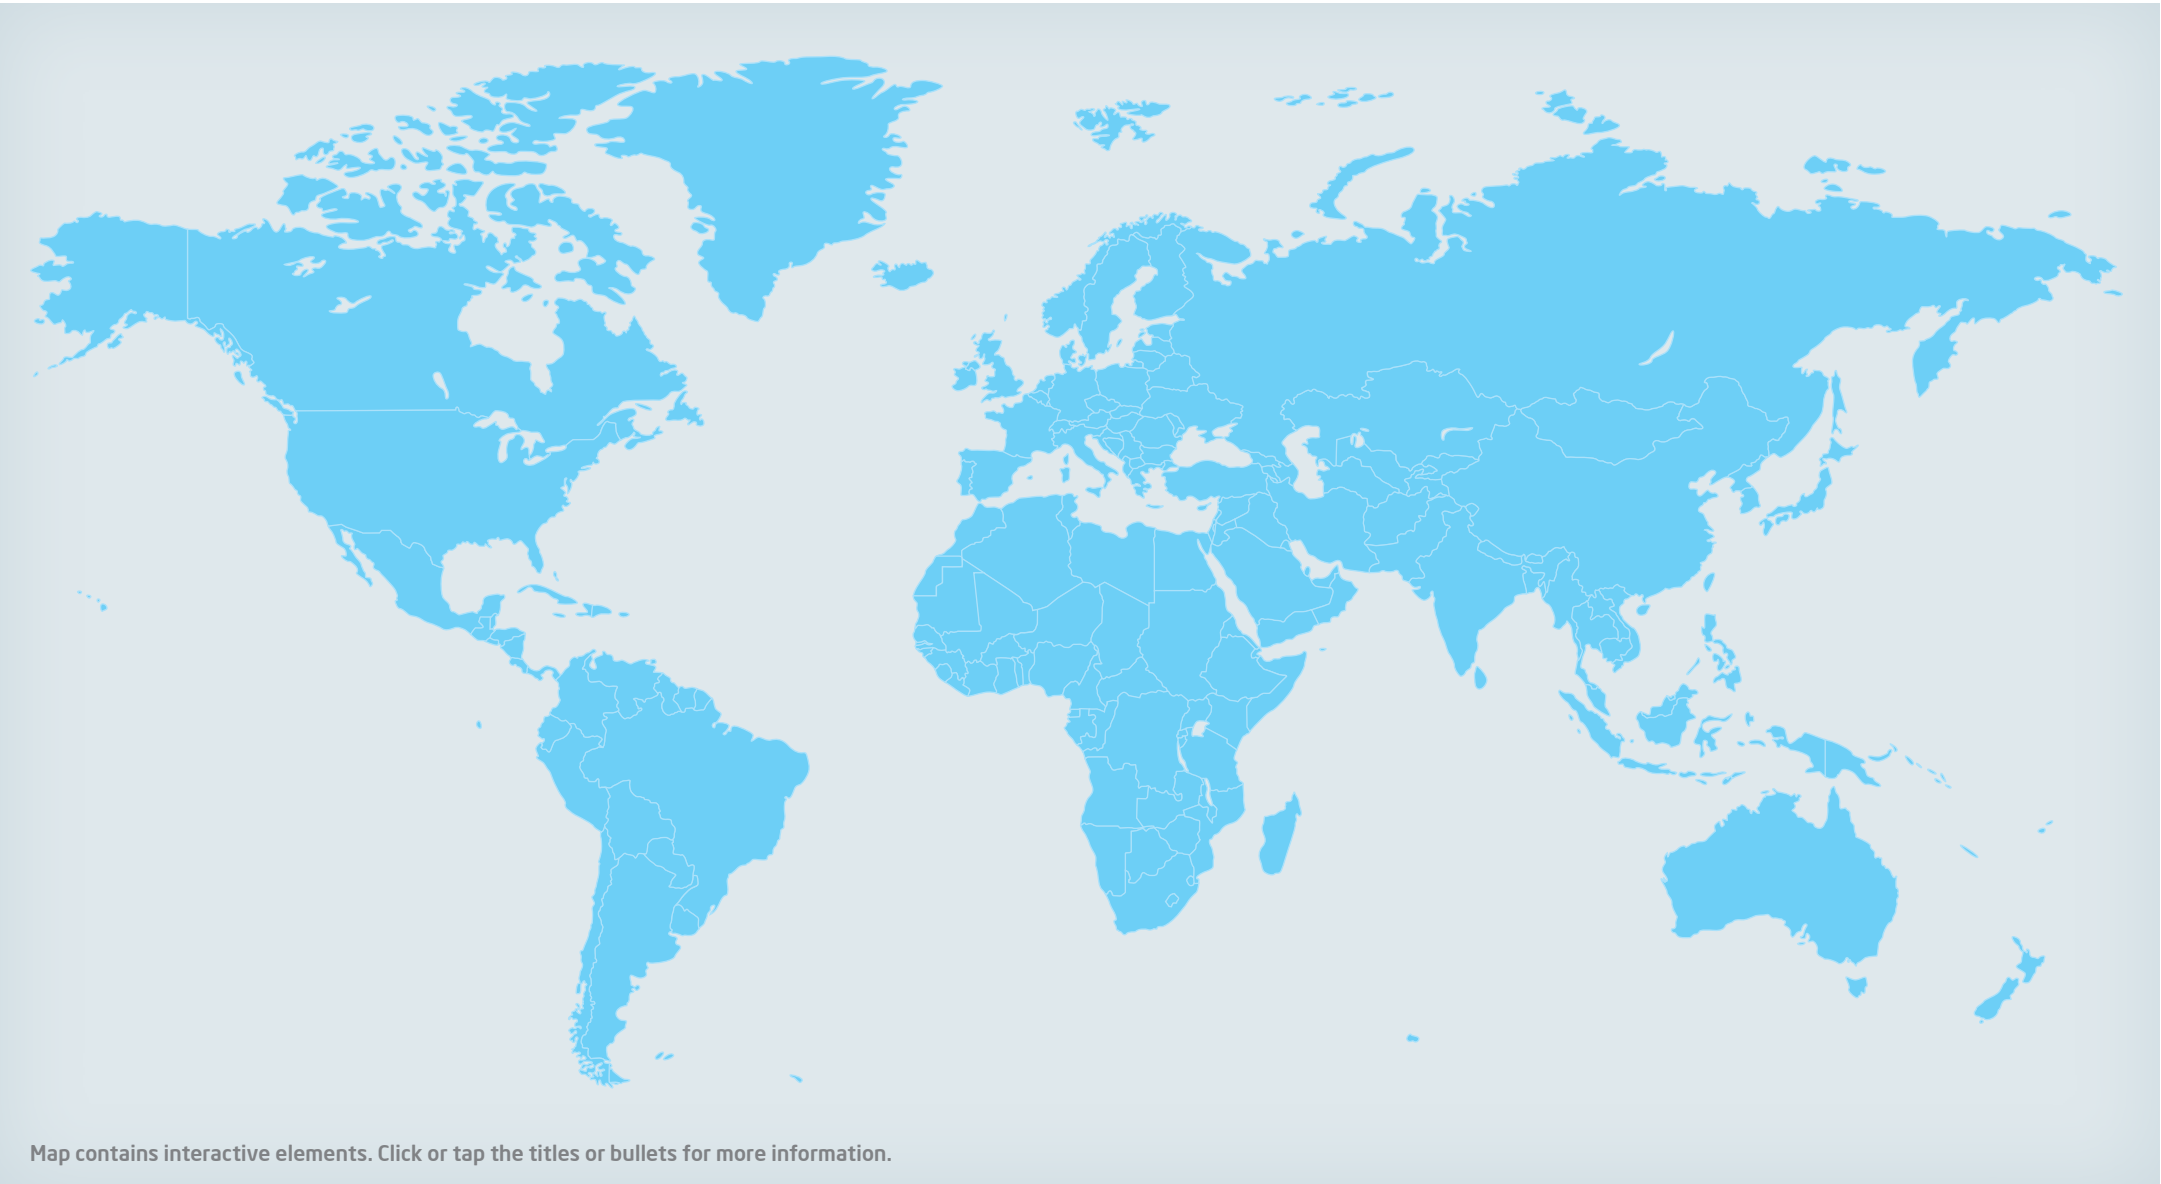 Map contains interactive elements. Click or tap the titles or bullets for more information.